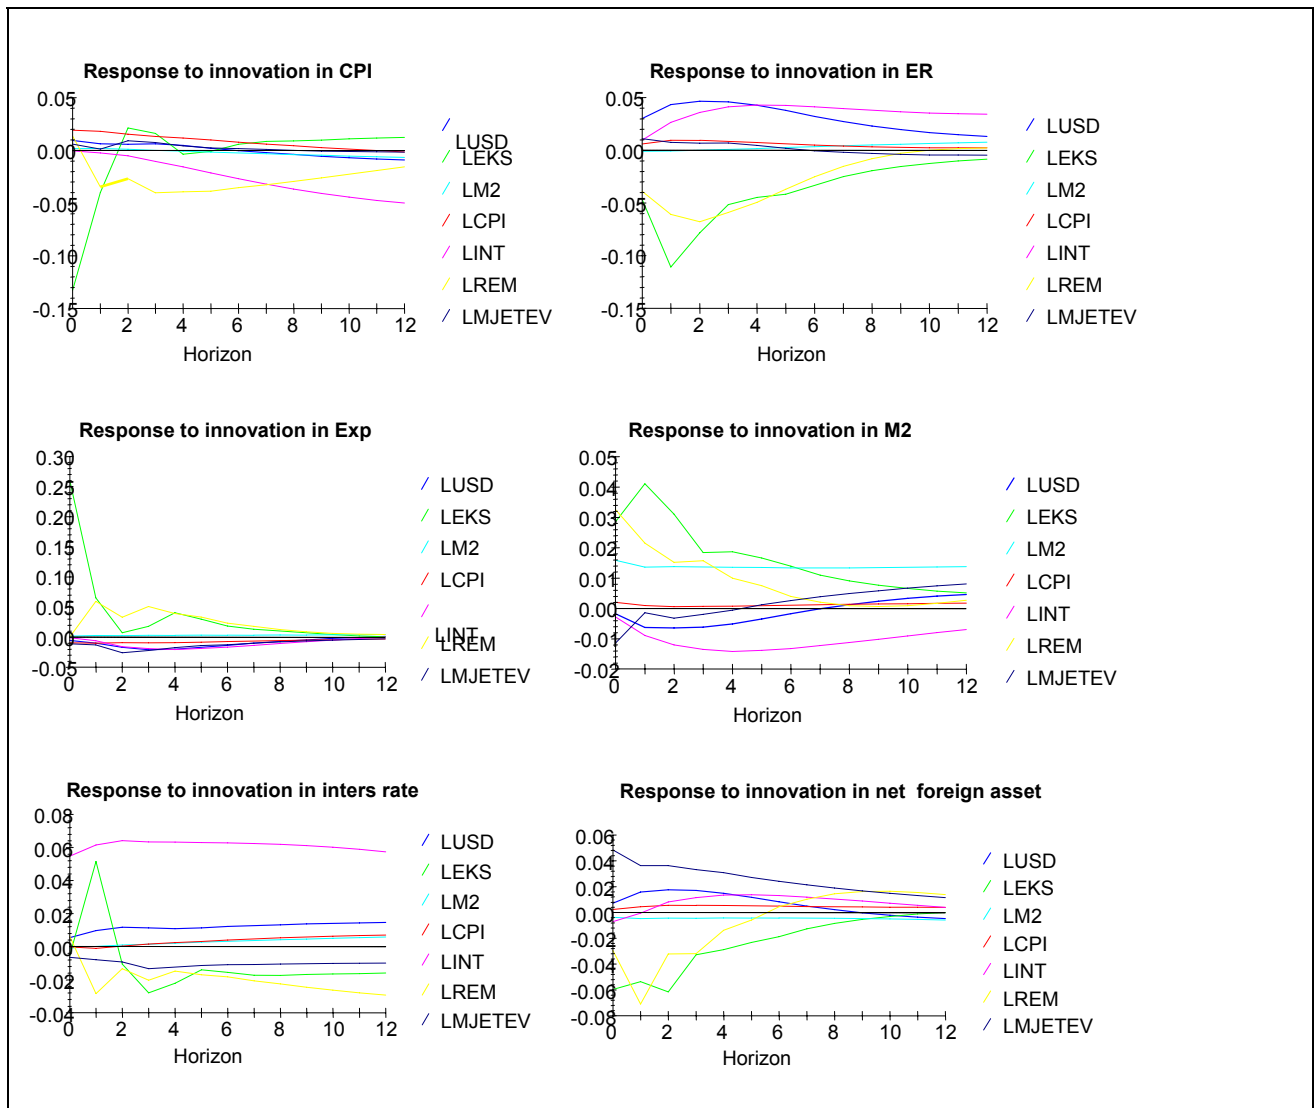 Response to innovation in CPI
0.05
0.00
-0.05
-0.10
-0.15
0 2 4 6 8 10 12
Horizon
LUSD
LEKS
LM2
LCPI
LINT
LREM
LMJETEV
Response to innovation in ER
0.05
0.00
-0.05
-0.10
-0.15
0 2 4 6 8 10 12
Horizon
LUSD
LEKS
LM2
LCPI
LINT
LREM
LMJETEV
Response to innovation in Exp
0.30
0.25
0.20
0.15
0.10
0.05
0.00
-0.05
0 2 4 6 8 10 12
Horizon
LUSD
LEKS
LM2
LCPI
LINT
LREM
LMJETEV
Response to innovation in M2
0.05
0.04
0.03
0.02
0.01
0.00
-0.01
-0.02
0 2 4 6 8 10 12
Horizon
LUSD
LEKS
LM2
LCPI
LINT
LREM
LMJETEV
Response to innovation in inters rate
0.08
0.06
0.04
0.02
0.00
-0.02
-0.04
0 2 4 6 8 10 12
Horizon
LUSD
LEKS
LM2
LCPI
LINT
LREM
LMJETEV
Response to innovation in net foreign asset
0.06
0.04
0.02
0.00
-0.02
-0.04
-0.06
-0.08
0 2 4 6 8 10 12
Horizon
LUSD
LEKS
LM2
LCPI
LINT
LREM
LMJETEV